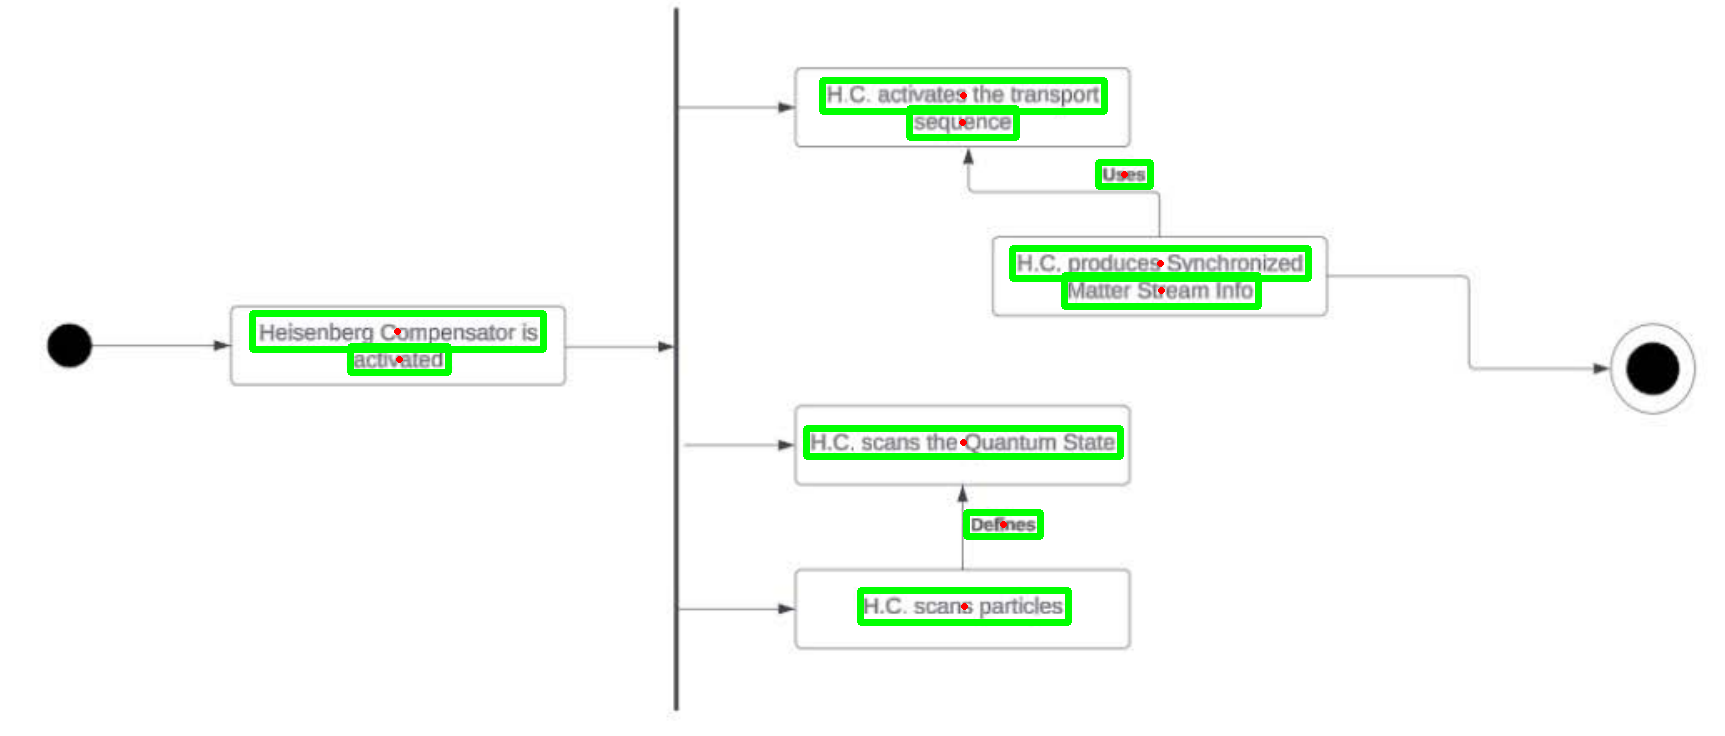 H.C. activates the transport
sequence
Uses
H.C. produces Synchronized
Matter Stream Info
Heisenberg Compensator is
activated
H.C. scans the Quantum State
Defines
H.C. scans particles